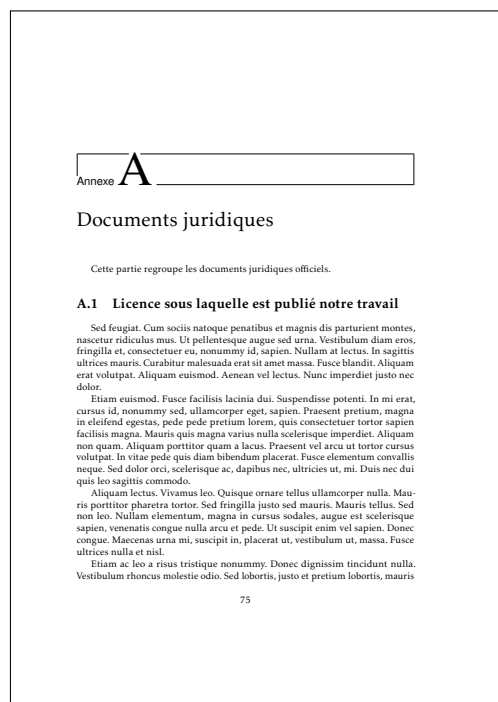 Annexe A
Documents juridiques
Cette partie regroupe les documents juridiques officiels.
A.1 Licence sous laquelle est publié notre travail
Sed feugiat. Cum sociis natoque penatibus et magnis dis parturient montes,
nascetur ridiculus mus. Ut pellentesque augue sed urna. Vestibulum diam eros,
fringilla et, consectetuer eu, nonummy id, sapien. Nullam at lectus. In sagittis
ultrices mauris. Curabitur malesuada erat sit amet massa. Fusce blandit. Aliquam
erat volutpat. Aliquam euismod. Aenean vel lectus. Nunc imperdiet justo nec
dolor.
Etiam euismod. Fusce facilisis lacinia dui. Suspendisse potenti. In mi erat,
cursus id, nonummy sed, ullamcorper eget, sapien. Praesent pretium, magna
in eleifend egestas, pede pede pretium lorem, quis consectetuer tortor sapien
facilisis magna. Mauris quis magna varius nulla scelerisque imperdiet. Aliquam
non quam. Aliquam porttitor quam a lacus. Praesent vel arcu ut tortor cursus
volutpat. In vitae pede quis diam bibendum placerat. Fusce elementum convallis
neque. Sed dolor orci, scelerisque ac, dapibus nec, ultricies ut, mi. Duis nec dui
quis leo sagittis commodo.
Aliquam lectus. Vivamus leo. Quisque ornare tellus ullamcorper nulla. Mau-
ris porttitor pharetra tortor. Sed fringilla justo sed mauris. Mauris tellus. Sed
non leo. Nullam elementum, magna in cursus sodales, augue est scelerisque
sapien, venenatis congue nulla arcu et pede. Ut suscipit enim vel sapien. Donec
congue. Maecenas urna mi, suscipit in, placerat ut, vestibulum ut, massa. Fusce
ultrices nulla et nisl.
Etiam ac leo a risus tristique nonummy. Donec dignissim tincidunt nulla.
Vestibulum rhoncus molestie odio. Sed lobortis, justo et pretium lobortis, mauris
75